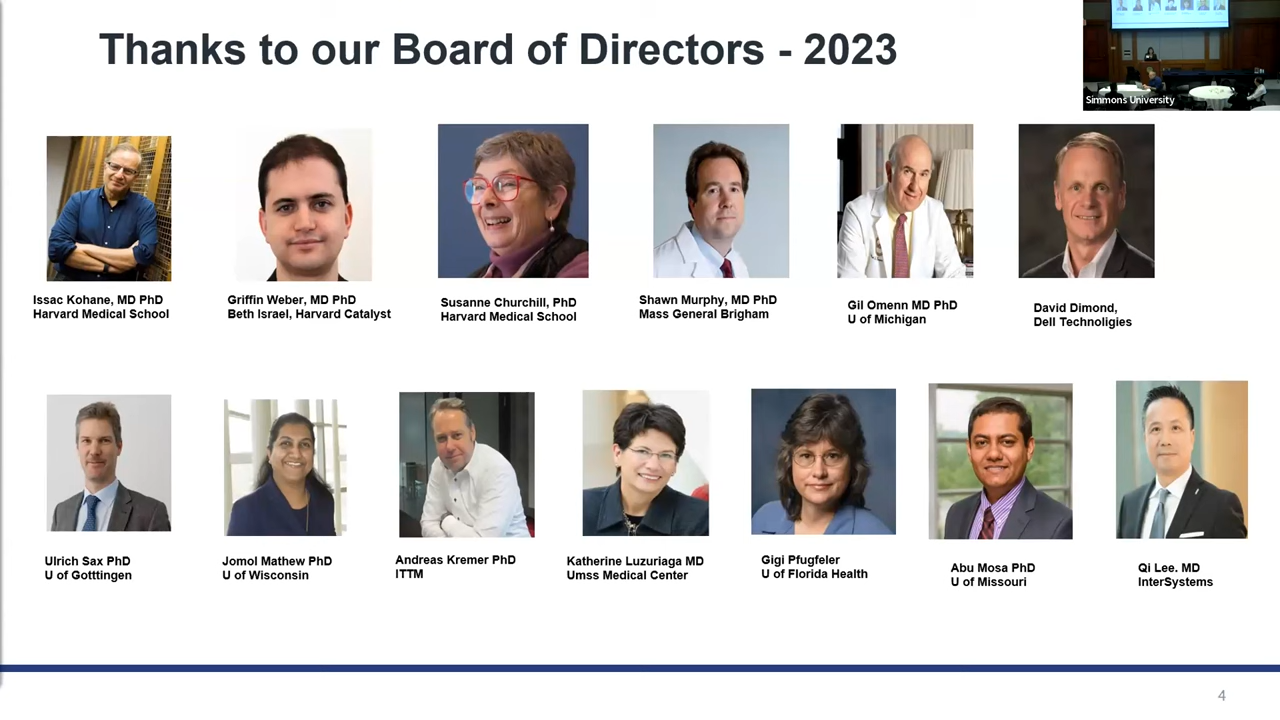 Thanks to our Board of Directors - 2023
Simmons University
Issac Kohane, MD PhD
Harvard Medical School
Griffin Weber, MD PhD
Beth Israel, Harvard Catalyst
Susanne Churchill, PhD
Harvard Medical School
Shawn Murphy, MD PhD
Mass General Brigham
Gil Omenn MD PhD
U of Michigan
David Dimond,
Dell Technoligies
Ulrich Sax PhD
U of Gotttingen
Jomol Mathew PhD
U of Wisconsin
Andreas Kremer PhD
ITTM
Katherine Luzuriaga MD
Umss Medical Center
Gigi Pfugfeler
U of Florida Health
Abu Mosa PhD
U of Missouri
Qi Lee. MD
InterSystems
4